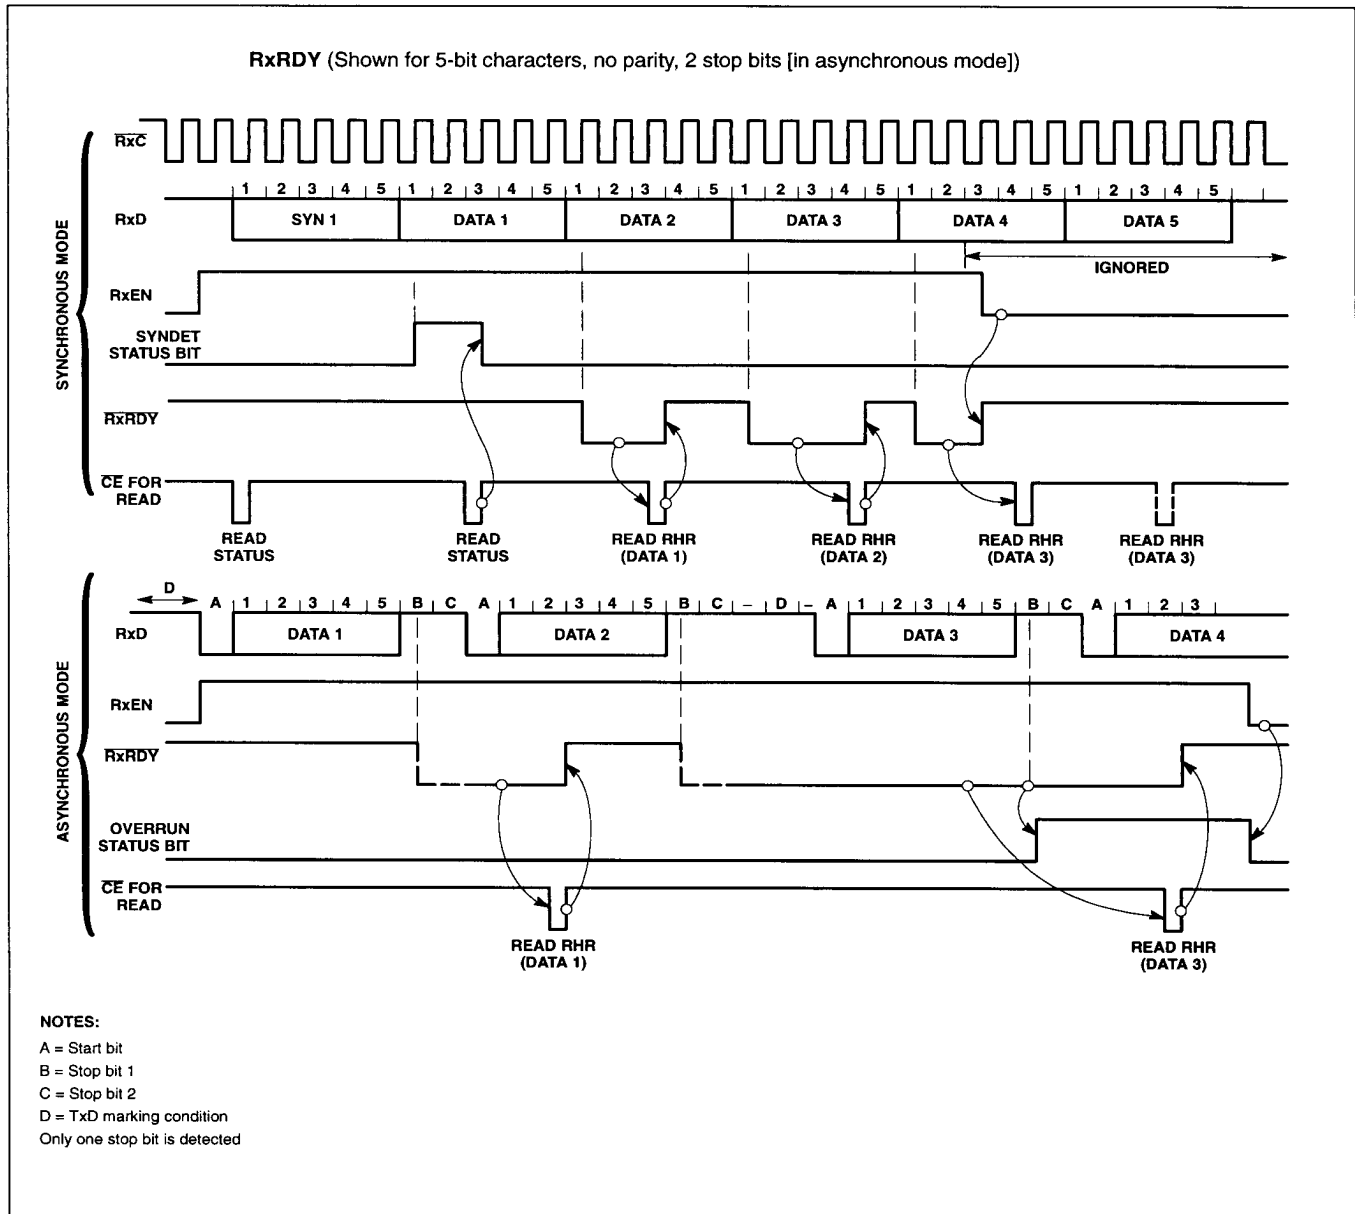 RxRDY (Shown for 5-bit characters, no parity, 2 stop bits [in asynchronous mode])
SYNCHRONOUS MODE
RxC
1 2 3 4 5 1 2 3 4 5 1 2 3 4 5 1 2 3 4 5 1 2 3 4 5 1 2 3 4 5
RxD SYN 1 DATA 1 DATA 2 DATA 3 DATA 4 DATA 5
IGNORED
RxEN
SYNDET
STATUS BIT
RxRDY
CE FOR
READ
READ
STATUS
READ
STATUS
READ RHR
(DATA 1)
READ RHR
(DATA 2)
READ RHR
(DATA 3)
READ RHR
(DATA 3)
ASYNCHRONOUS MODE
D
A 1 2 3 4 5 B C A 1 2 3 4 5 B C – D – A 1 2 3 4 5 B C A 1 2 3
RxD DATA 1 DATA 2 DATA 3 DATA 4
RxEN
RxRDY
OVERRUN
STATUS BIT
CE FOR
READ
READ RHR
(DATA 1)
READ RHR
(DATA 3)
NOTES:
A = Start bit
B = Stop bit 1
C = Stop bit 2
D = TxD marking condition
Only one stop bit is detected